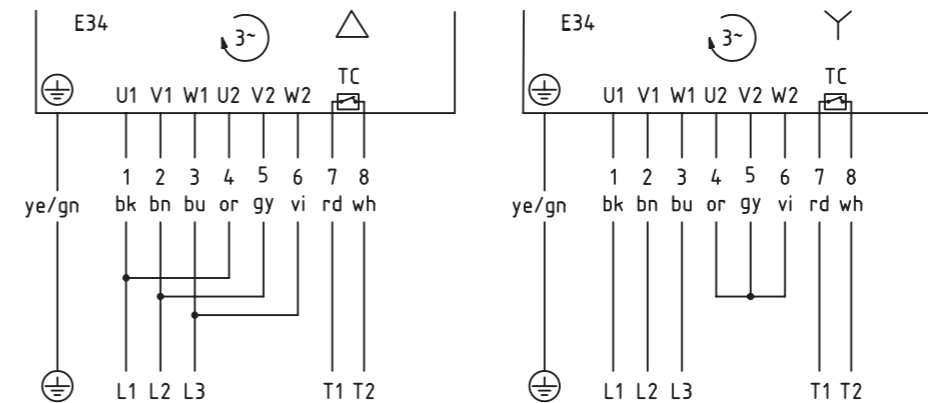 E34 3~ △
TC
U1 V1 W1 U2 V2 W2
1 2 3 4 5 6 7 8
ye/gn bk bn bu or gy vi rd wh
L1 L2 L3 T1 T2
E34 3~ Y
TC
U1 V1 W1 U2 V2 W2
1 2 3 4 5 6 7 8
ye/gn bk bn bu or gy vi rd wh
L1 L2 L3 T1 T2